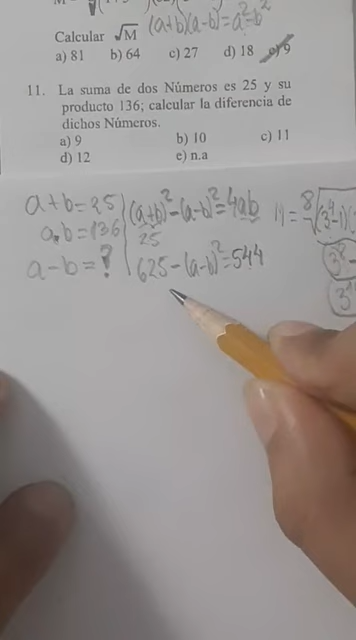 (a+b)(a-b)=a²-b²
Calcular √M
a) 81 b) 64 c) 27 d) 18 e) 9
11. La suma de dos Números es 25 y su
producto 136; calcular la diferencia de
dichos Números.
a) 9 b) 10 c) 11
d) 12 e) n.a
a+b=25 (a+b)²-(a-b)²=4ab
a.b=136 25
a-b=? 625-(a-b)²=544